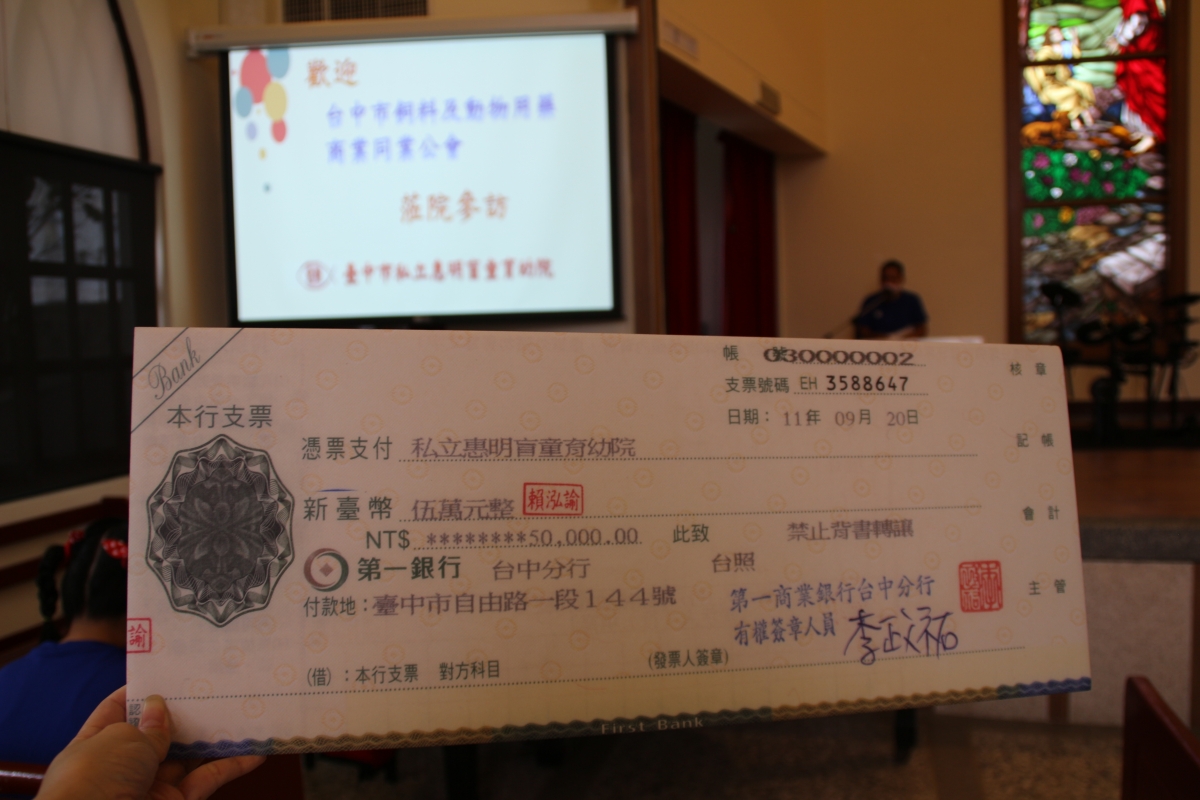 歡迎
台中市飼料及動物用藥
商業同業公會
蒞院參訪
臺中市私立惠明盲童育幼院
Bank
本行支票
帳 030000002
支票號碼 EH 3588647
日期： 11年 09月 20日
核章
記帳
會計
主管
憑票支付 私立惠明盲童育幼院
新臺幣 伍萬元整 賴泓諭
NT$ ********50,000.00 此致 禁止背書轉讓
第一銀行 台中分行 台照
付款地：臺中市自由路一段１４４號
第一商業銀行台中分行
有權簽章人員 李政祐
諭
(借)：本行支票 對方科目 (發票人簽章)
First Bank